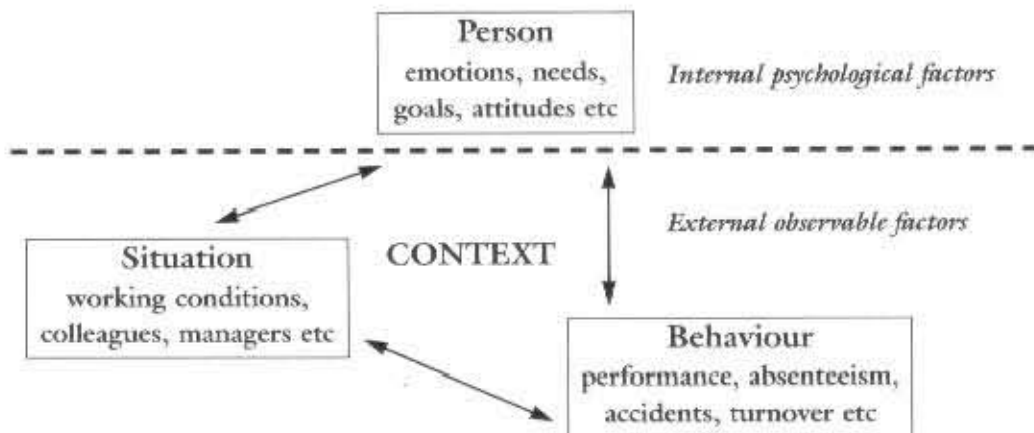 Person
emotions, needs,
goals, attitudes etc
Internal psychological factors
External observable factors
CONTEXT
Situation
working conditions,
colleagues, managers etc
Behaviour
performance, absenteeism,
accidents, turnover etc